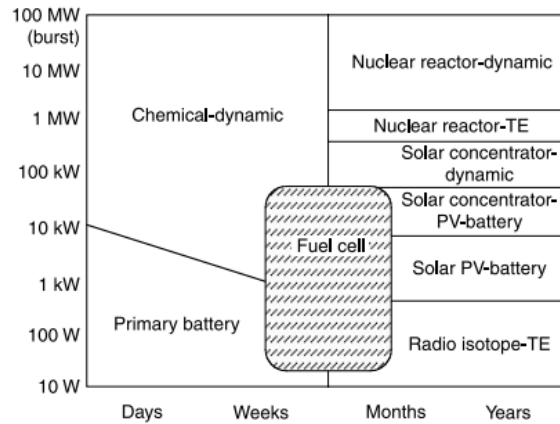 100 MW
(burst)
10 MW
1 MW
100 kW
10 kW
1 kW
100 W
10 W
Chemical-dynamic
Primary battery
Fuel cell
Nuclear reactor-dynamic
Nuclear reactor-TE
Solar concentrator-
dynamic
Solar concentrator-
PV-battery
Solar PV-battery
Radio isotope-TE
Days
Weeks
Months
Years